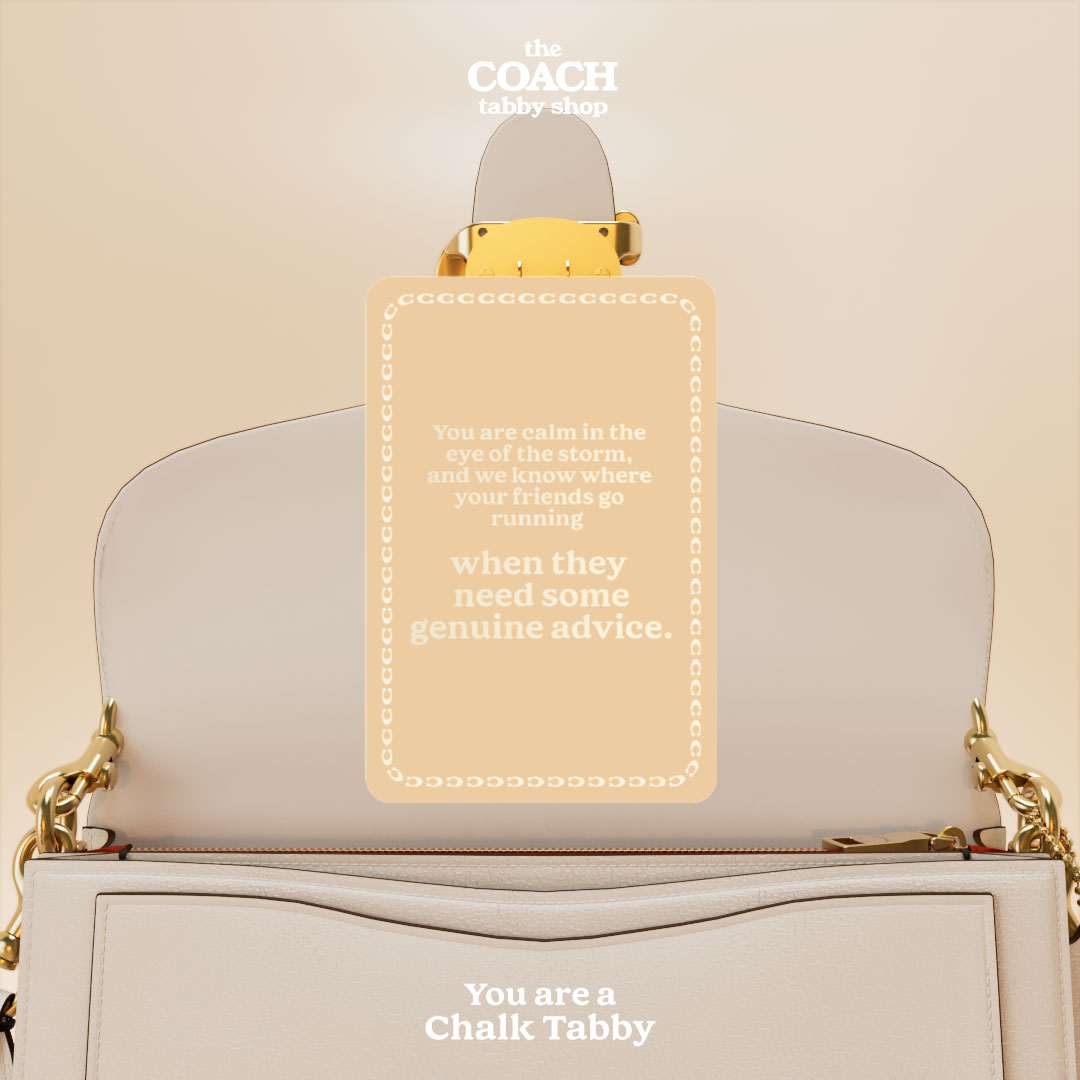 the
COACH
tabby shop
You are calm in the
eye of the storm,
and we know where
your friends go
running
when they
need some
genuine advice.
You are a
Chalk Tabby